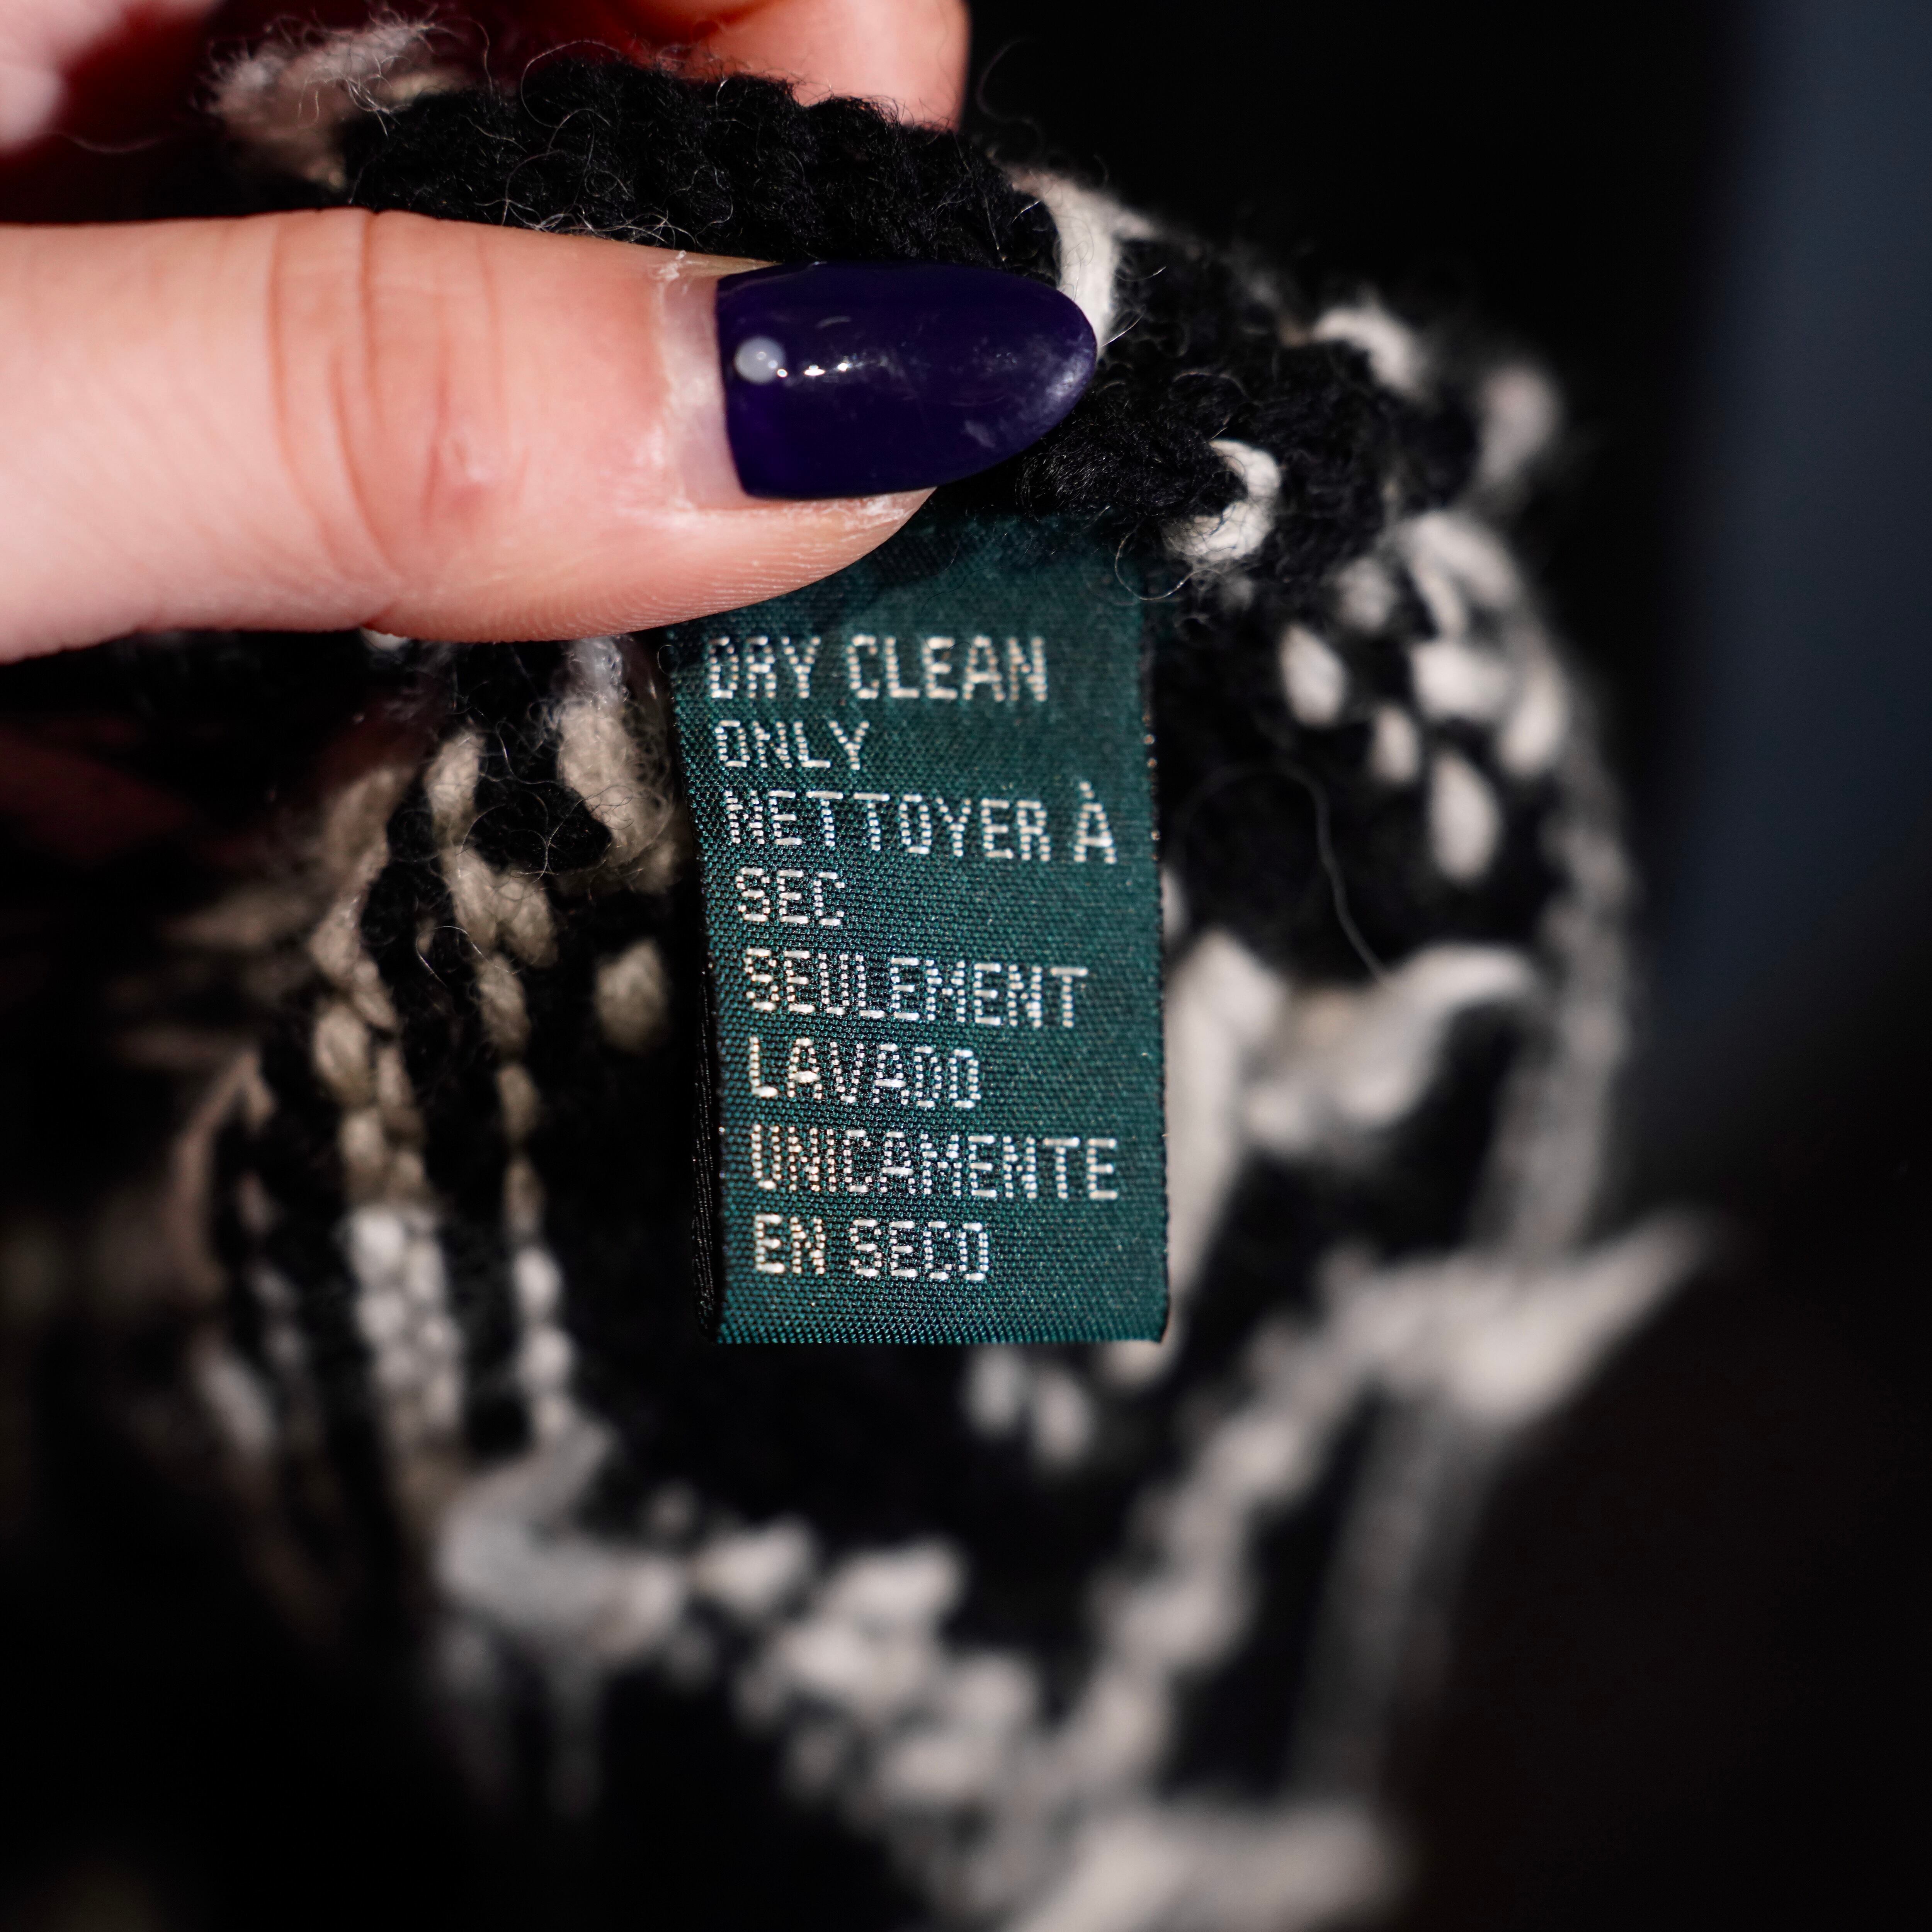 DRY CLEAN
ONLY
NETTOYER À
SEC
SEULEMENT
LAVADO
UNICAMENTE
EN SECO